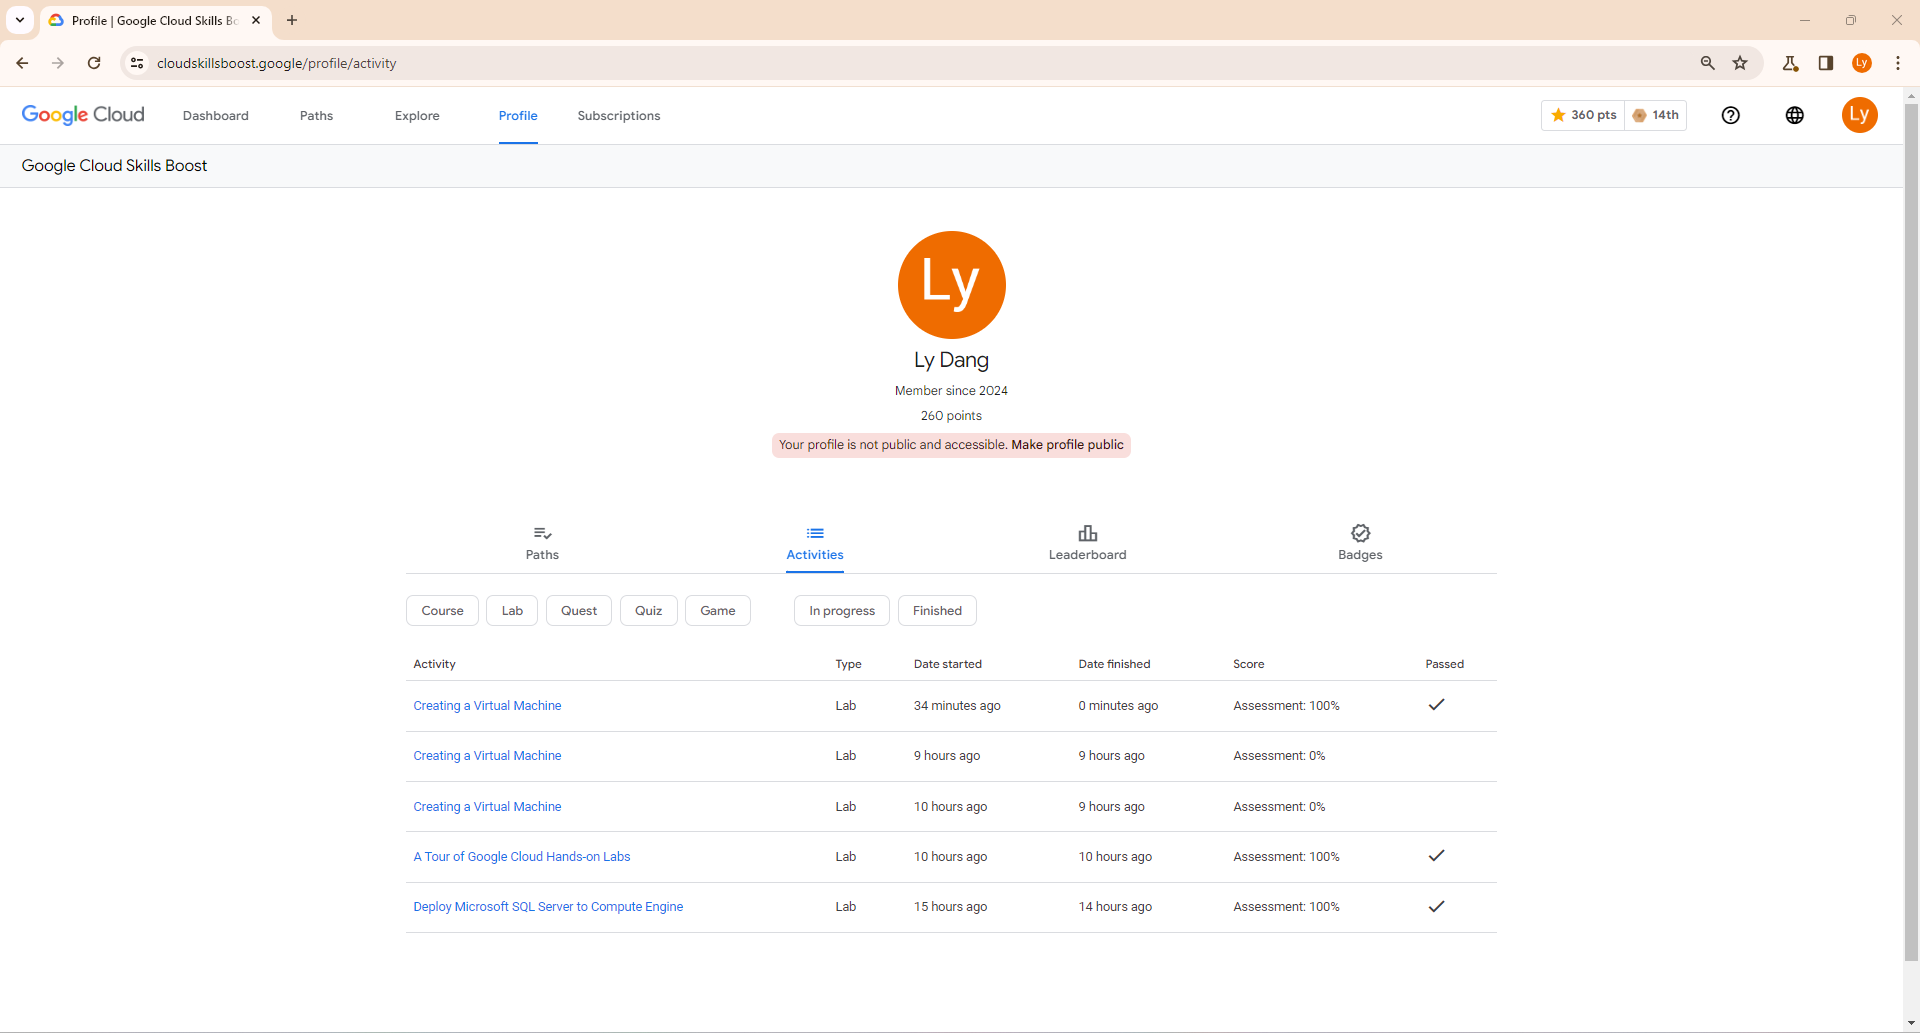 Profile | Google Cloud Skills Bo
cloudskillsboost.google/profile/activity
Ly
Google Cloud Dashboard Paths Explore Profile Subscriptions 360 pts 14th Ly
Google Cloud Skills Boost
Ly
Ly Dang
Member since 2024
260 points
Your profile is not public and accessible. Make profile public
Paths Activities Leaderboard Badges
Course Lab Quest Quiz Game In progress Finished
Activity Type Date started Date finished Score Passed
Creating a Virtual Machine Lab 34 minutes ago 0 minutes ago Assessment: 100%
Creating a Virtual Machine Lab 9 hours ago 9 hours ago Assessment: 0%
Creating a Virtual Machine Lab 10 hours ago 9 hours ago Assessment: 0%
A Tour of Google Cloud Hands-on Labs Lab 10 hours ago 10 hours ago Assessment: 100%
Deploy Microsoft SQL Server to Compute Engine Lab 15 hours ago 14 hours ago Assessment: 100%